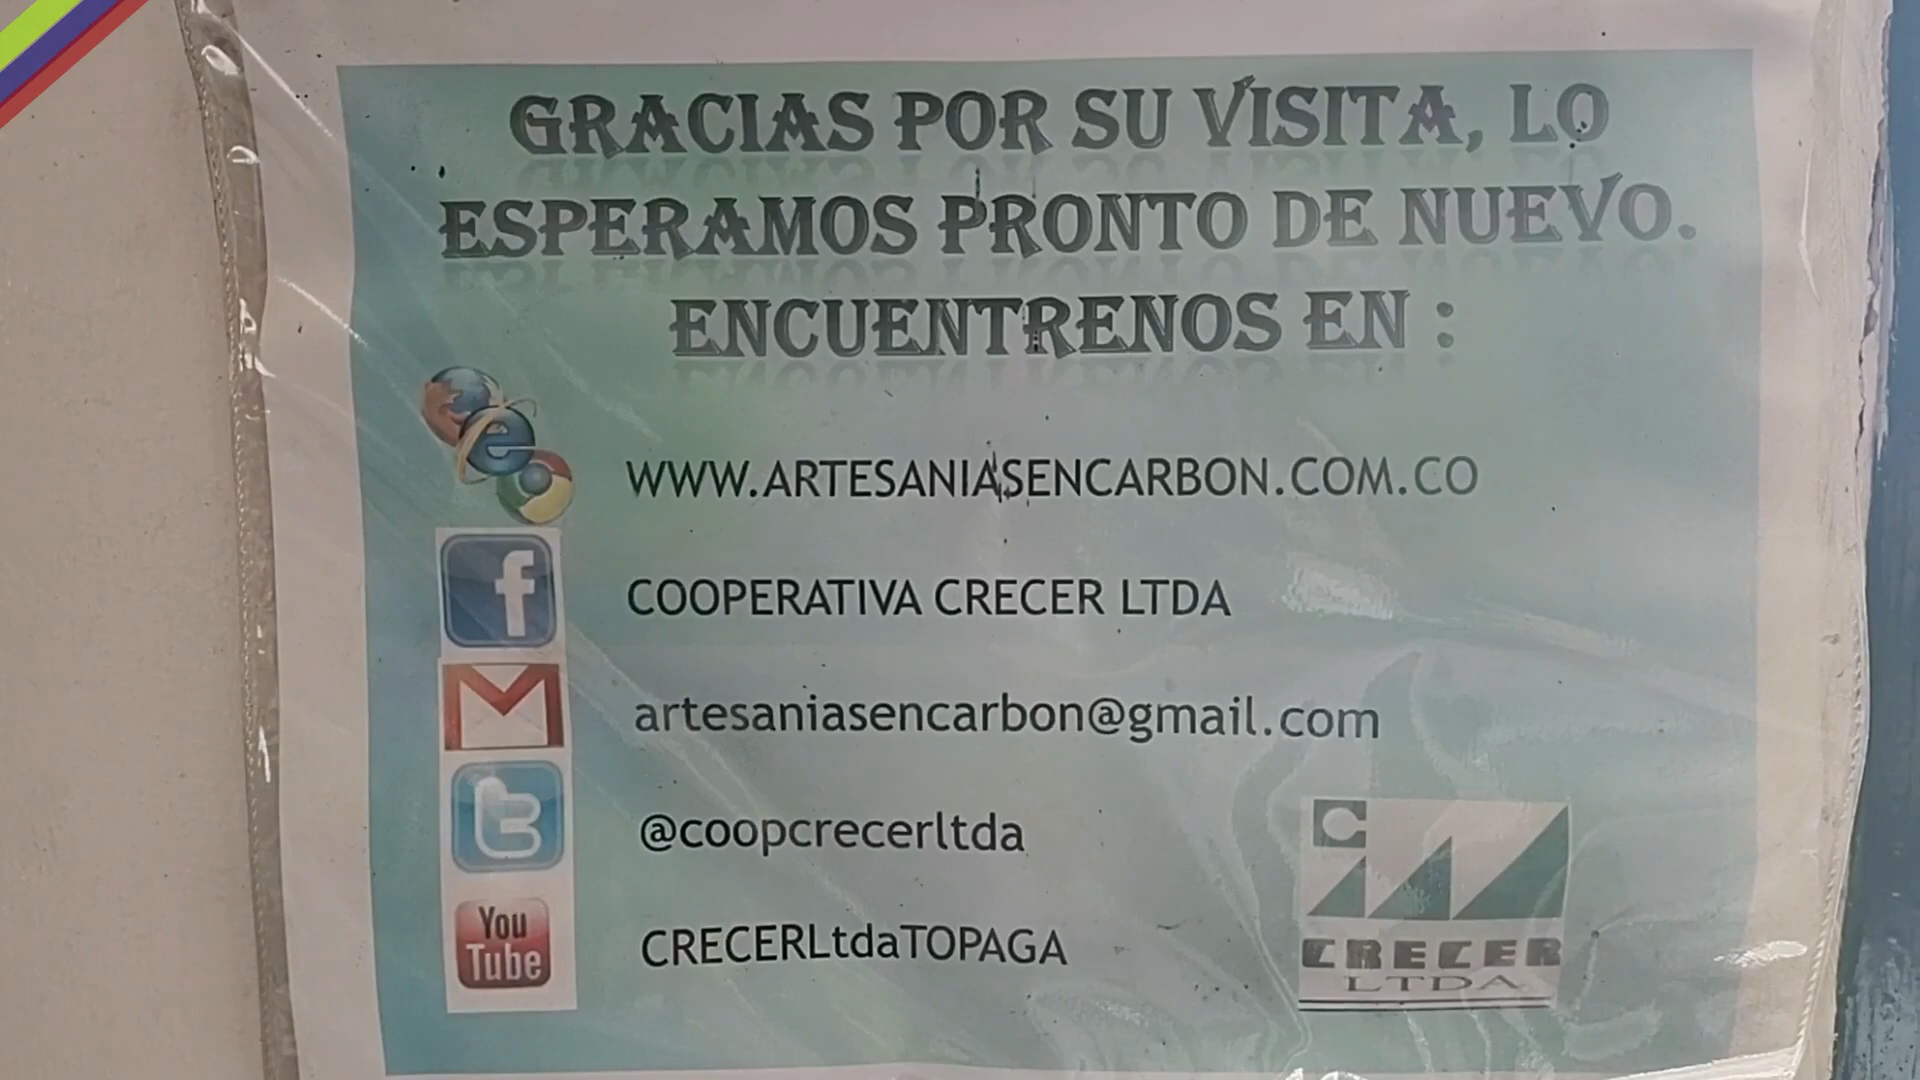 GRACIAS POR SU VISITA, LO
ESPERAMOS PRONTO DE NUEVO.
ENCUENTRENOS EN :
WWW.ARTESANIASENCARBON.COM.CO
COOPERATIVA CRECER LTDA
artesaniasencarbon@gmail.com
@coopcrecerltda
You
Tube
CRECERLtdaTOPAGA
C
CRECER
LTDA